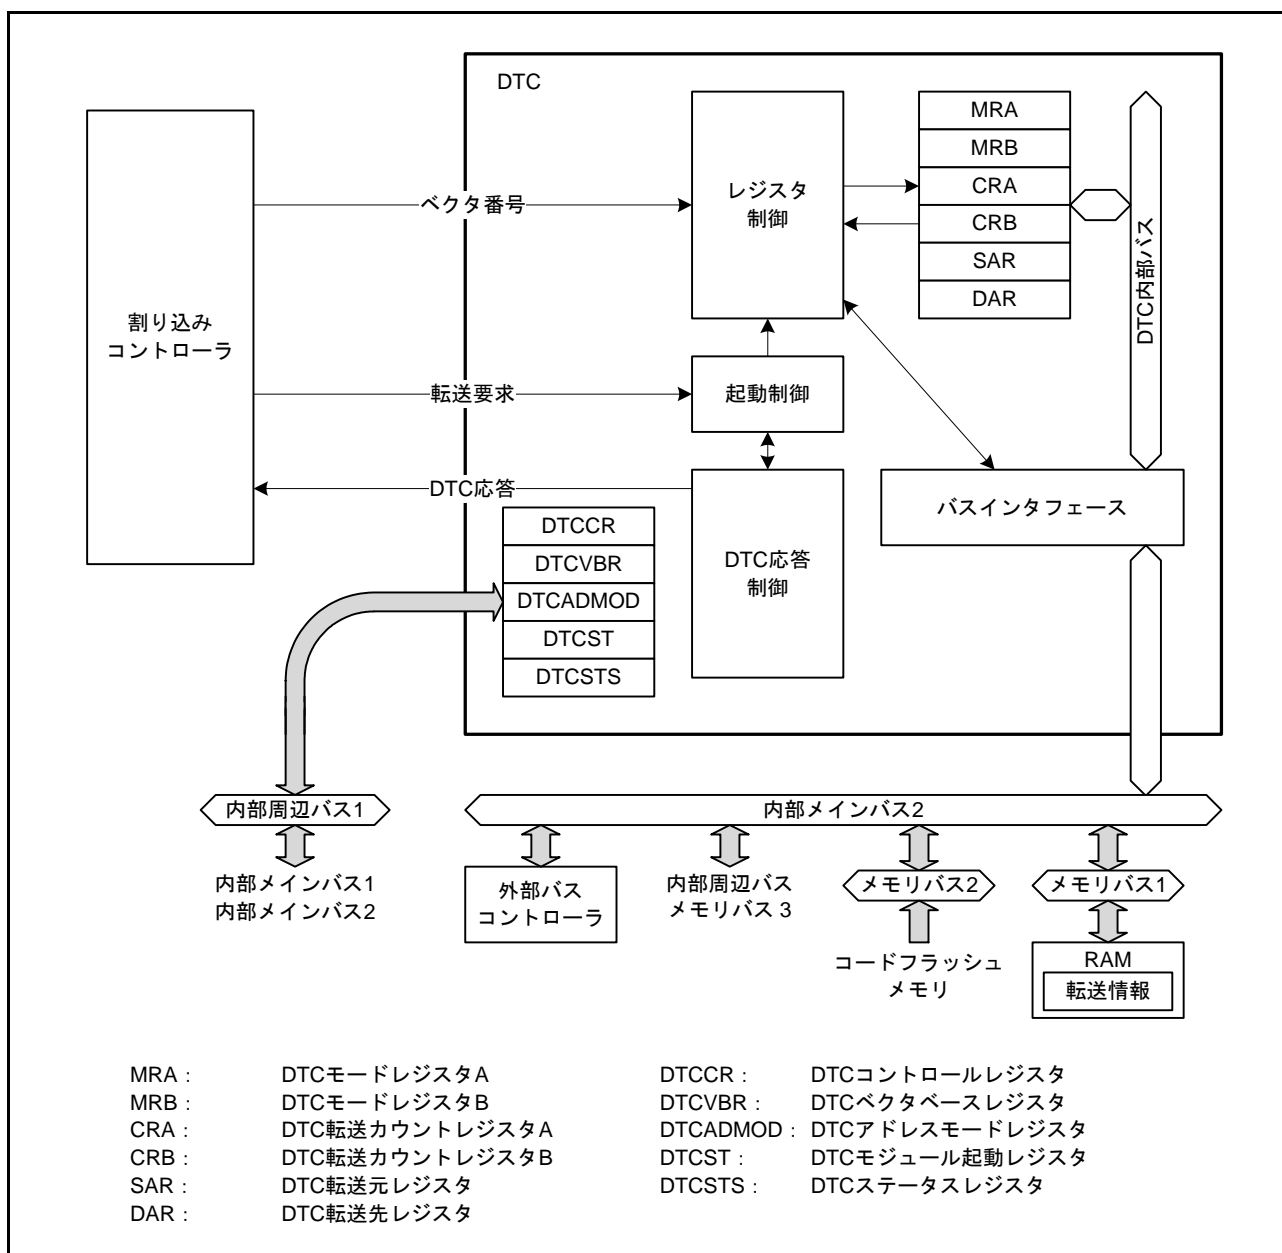 DTC
MRA
MRB
CRA
CRB
SAR
DAR
レジスタ
制御
ベクタ番号
DTC内部バス
割り込み
コントローラ
転送要求
起動制御
DTC応答
バスインタフェース
DTCCR
DTCVBR
DTCADMOD
DTCST
DTCSTS
DTC応答
制御
内部周辺バス1
内部メインバス2
内部メインバス1
内部メインバス2
外部バス
コントローラ
内部周辺バス
メモリバス 3
メモリバス2
メモリバス1
コードフラッシュ
メモリ
RAM
転送情報
MRA : DTCモードレジスタA
MRB : DTCモードレジスタB
CRA : DTC転送カウントレジスタA
CRB : DTC転送カウントレジスタB
SAR : DTC転送元レジスタ
DAR : DTC転送先レジスタ
DTCCR : DTCコントロールレジスタ
DTCVBR : DTCベクタベースレジスタ
DTCADMOD : DTCアドレスモードレジスタ
DTCST : DTCモジュール起動レジスタ
DTCSTS : DTCステータスレジスタ